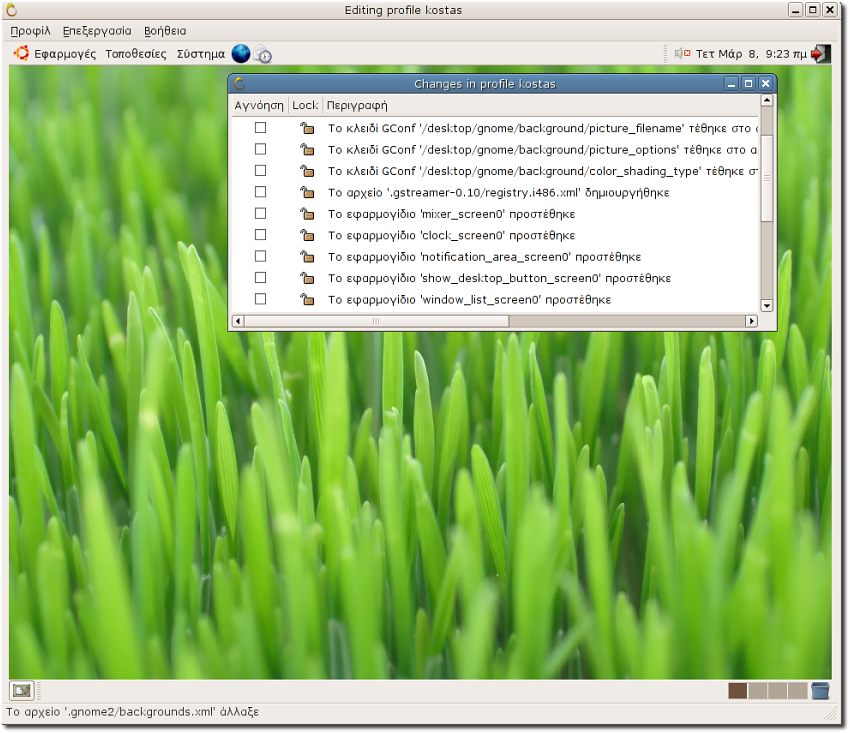 Editing profile kostas
Προφίλ Επεξεργασία Βοήθεια
Εφαρμογές Τοποθεσίες Σύστημα Τετ Μάρ 8, 9:23 πμ
Changes in profile kostas
Αγνόηση Lock Περιγραφή
Το κλειδί GConf '/desktop/gnome/background/picture_filename' τέθηκε στο
Το κλειδί GConf '/desktop/gnome/background/picture_options' τέθηκε στο α
Το κλειδί GConf '/desktop/gnome/background/color_shading_type' τέθηκε σ
Το αρχείο '.gstreamer-0.10/registry.i486.xml' δημιουργήθηκε
Το εφαρμογίδιο 'mixer_screen0' προστέθηκε
Το εφαρμογίδιο 'clock_screen0' προστέθηκε
Το εφαρμογίδιο 'notification_area_screen0' προστέθηκε
Το εφαρμογίδιο 'show_desktop_button_screen0' προστέθηκε
Το εφαρμογίδιο 'window_list_screen0' προστέθηκε
Το αρχείο '.gnome2/backgrounds.xml' άλλαξε